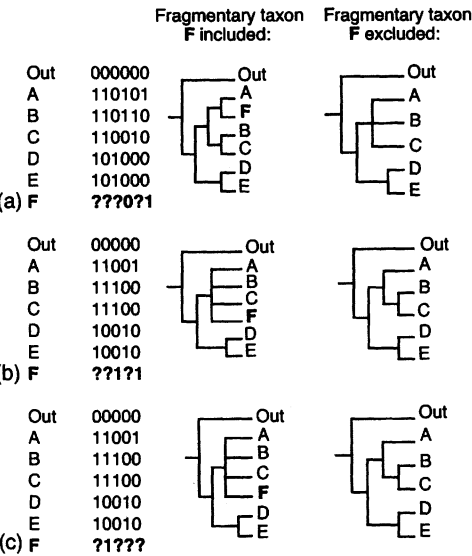 Fragmentary taxon Fragmentary taxon
F included: F excluded:
Out 000000 Out Out
A 110101 A A
B 110110 F B
C 110010 B C
D 101000 C D
E 101000 D E
(a) F ???0?1 E
Out 00000 Out Out
A 11001 A A
B 11100 B B
C 11100 C C
D 10010 F D
E 10010 D E
(b) F ??1?1 E
Out 00000 Out Out
A 11001 A A
B 11100 B B
C 11100 C C
D 10010 F D
E 10010 D E
(c) F ?1??? E